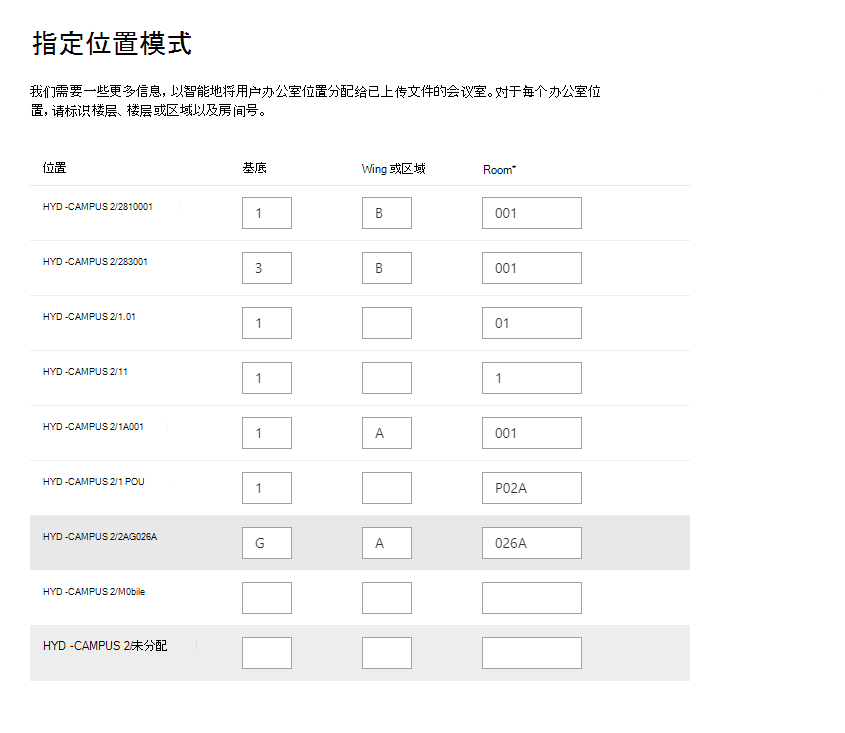 指定位置模式
我们需要一些更多信息，以智能地将用户办公室位置分配给已上传文件的会议室。对于每个办公室位
置，请标识楼层、楼层或区域以及房间号。
位置 基底 Wing 或区域 Room*
HYD -CAMPUS 2/2810001 1 B 001
HYD -CAMPUS 2/283001 3 B 001
HYD -CAMPUS 2/1.01 1 01
HYD -CAMPUS 2/11 1 1
HYD -CAMPUS 2/1A001 1 A 001
HYD -CAMPUS 2/1 POU 1 P02A
HYD -CAMPUS 2/2AG026A G A 026A
HYD -CAMPUS 2/M0bile
HYD -CAMPUS 2/未分配